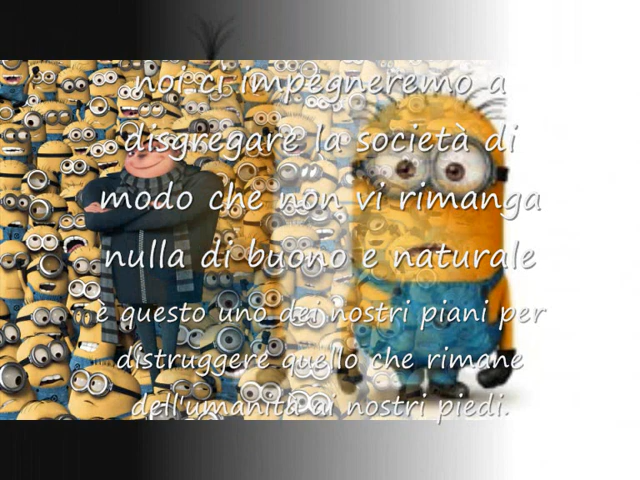 noi ci impegneremo a
disgregare la società di
modo che non vi rimanga
nulla di buono e naturale
è questo uno dei nostri piani per
distruggere quello che rimane
dell'umanità ai nostri piedi.